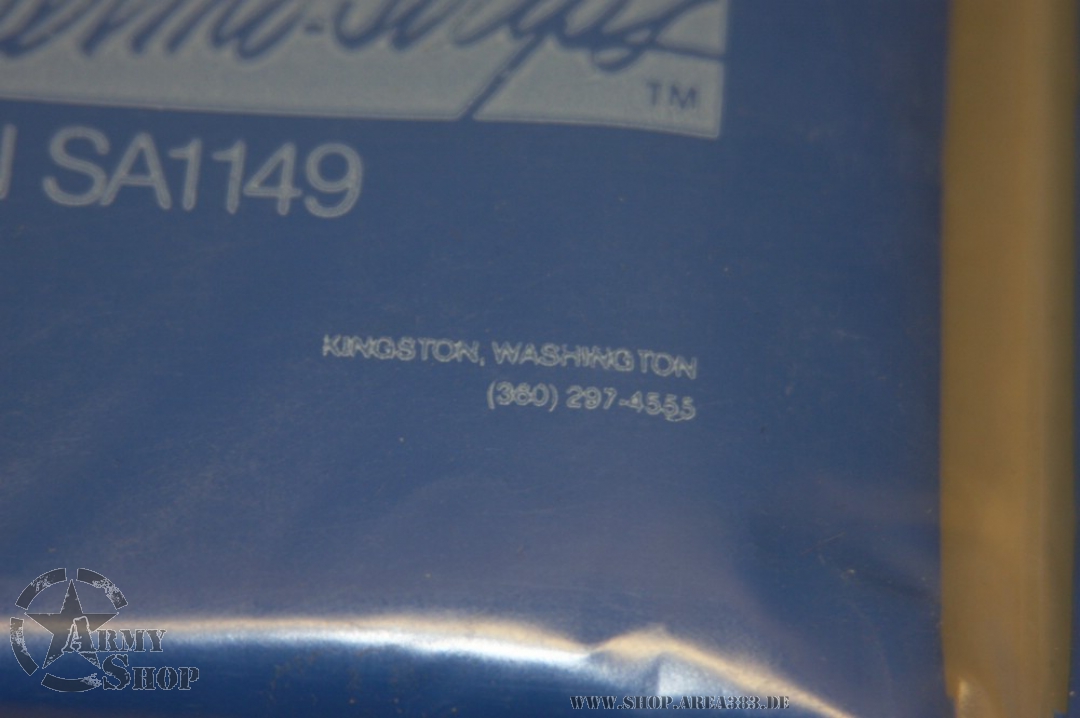 TM
SA1149
KINGSTON, WASHINGTON
(360) 297-4555
ARMY
SHOP
WWW.SHOP.AREA383.DE